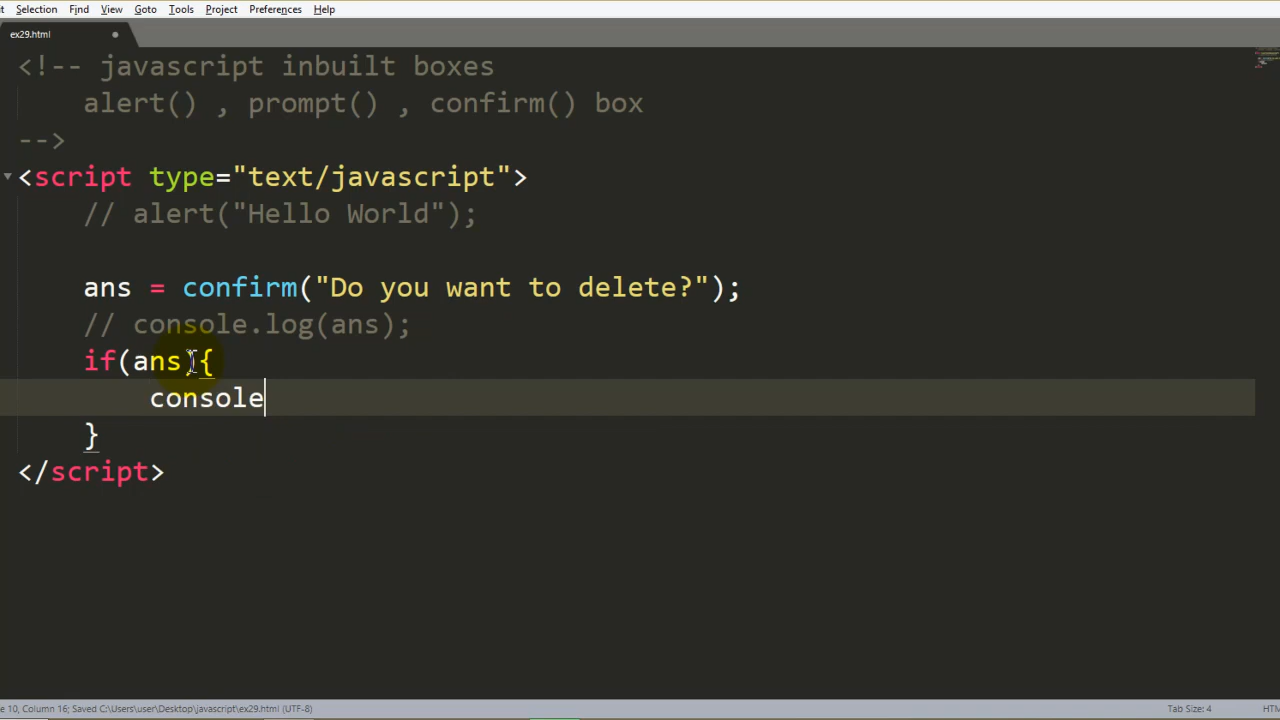 t Selection Find View Goto Tools Project Preferences Help
ex29.html
<!-- javascript inbuilt boxes
alert() , prompt() , confirm() box
-->
<script type="text/javascript">
// alert("Hello World");
ans = confirm("Do you want to delete?");
// console.log(ans);
if(ans){
console
}
</script>
e 10, Column 16; Saved C:\Users\user\Desktop\javascript\ex29.html (UTF-8) Tab Size: 4 HTM